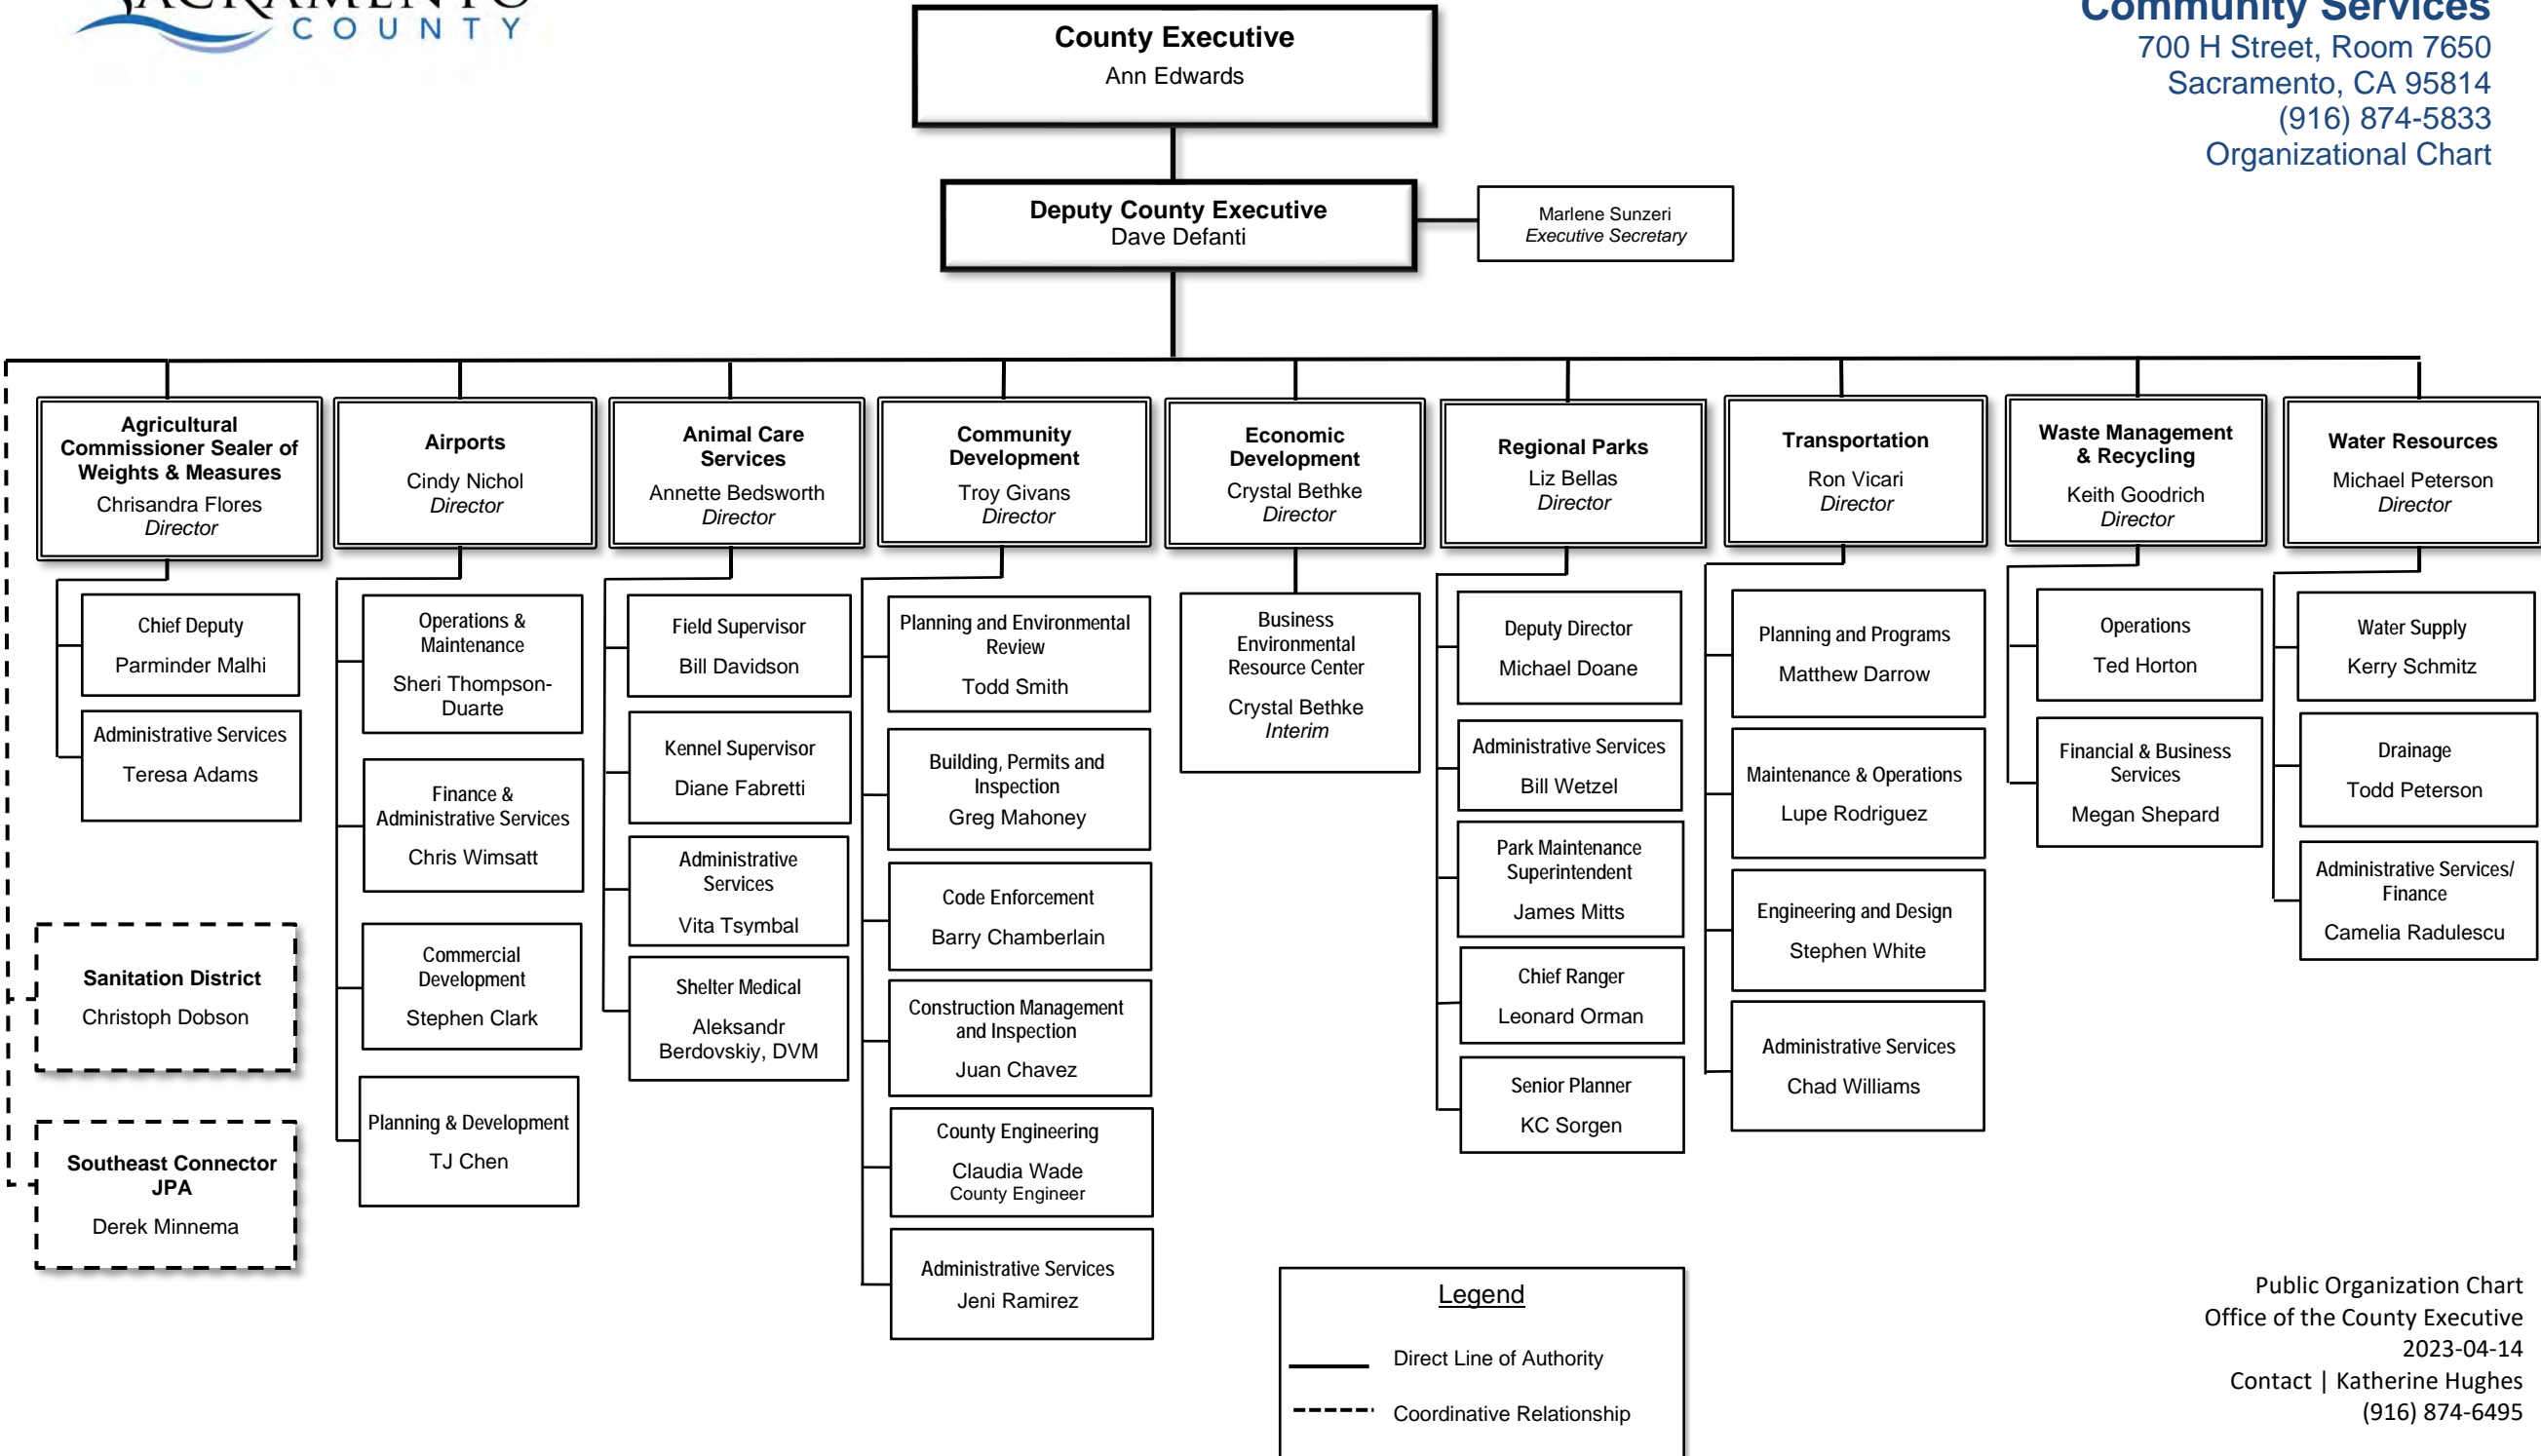 SACRAMENTO
COUNTY
Community Services
700 H Street, Room 7650
Sacramento, CA 95814
(916) 874-5833
Organizational Chart
County Executive
Ann Edwards
Deputy County Executive
Dave Defanti
Marlene Sunzeri
Executive Secretary
Agricultural
Commissioner Sealer of
Weights & Measures
Chrisandra Flores
Director
Chief Deputy
Parminder Malhi
Administrative Services
Teresa Adams
Sanitation District
Christoph Dobson
Southeast Connector
JPA
Derek Minnema
Airports
Cindy Nichol
Director
Operations &
Maintenance
Sheri Thompson-
Duarte
Finance &
Administrative Services
Chris Wimsatt
Commercial
Development
Stephen Clark
Planning & Development
TJ Chen
Animal Care
Services
Annette Bedsworth
Director
Field Supervisor
Bill Davidson
Kennel Supervisor
Diane Fabretti
Administrative
Services
Vita Tsymbal
Shelter Medical
Aleksandr
Berdovskiy, DVM
Community
Development
Troy Givans
Director
Planning and Environmental
Review
Todd Smith
Building, Permits and
Inspection
Greg Mahoney
Code Enforcement
Barry Chamberlain
Construction Management
and Inspection
Juan Chavez
County Engineering
Claudia Wade
County Engineer
Administrative Services
Jeni Ramirez
Economic
Development
Crystal Bethke
Director
Business
Environmental
Resource Center
Crystal Bethke
Interim
Regional Parks
Liz Bellas
Director
Deputy Director
Michael Doane
Administrative Services
Bill Wetzel
Park Maintenance
Superintendent
James Mitts
Chief Ranger
Leonard Orman
Senior Planner
KC Sorgen
Transportation
Ron Vicari
Director
Planning and Programs
Matthew Darrow
Maintenance & Operations
Lupe Rodriguez
Engineering and Design
Stephen White
Administrative Services
Chad Williams
Waste Management
& Recycling
Keith Goodrich
Director
Operations
Ted Horton
Financial & Business
Services
Megan Shepard
Water Resources
Michael Peterson
Director
Water Supply
Kerry Schmitz
Drainage
Todd Peterson
Administrative Services/
Finance
Camelia Radulescu
Legend
Direct Line of Authority
Coordinative Relationship
Public Organization Chart
Office of the County Executive
2023-04-14
Contact | Katherine Hughes
(916) 874-6495